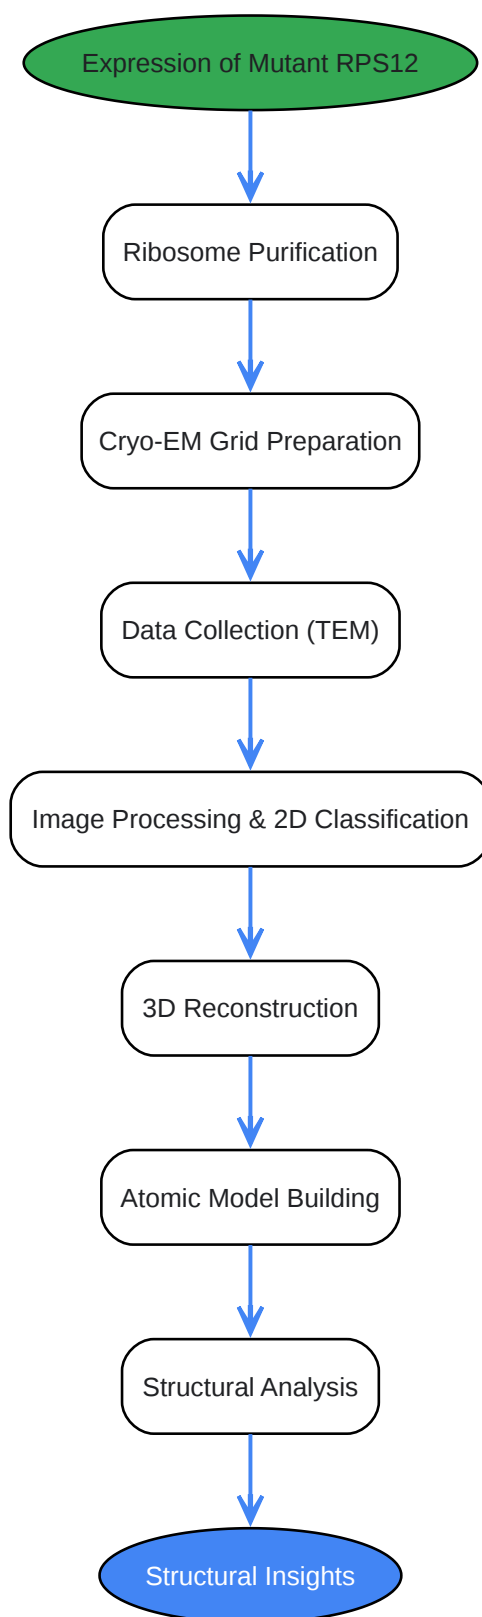 Expression of Mutant RPS12
Ribosome Purification
Cryo-EM Grid Preparation
Data Collection (TEM)
Image Processing & 2D Classification
3D Reconstruction
Atomic Model Building
Structural Analysis
Structural Insights